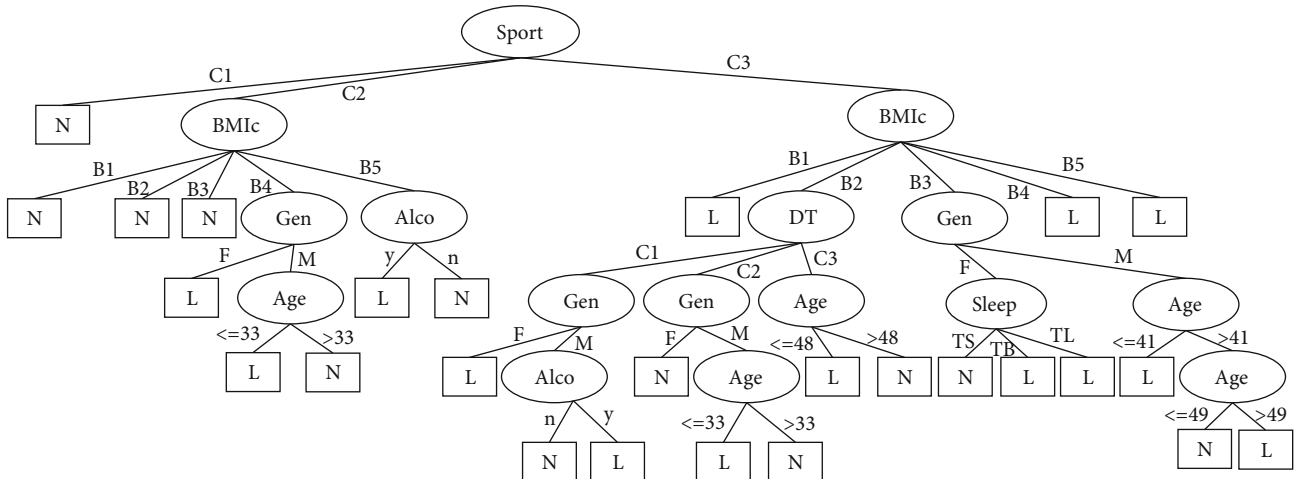 Sport
C1
C2
C3
N
BMIc
BMIc
B1
B2
B3
B4
B5
B1
B2
B3
B4
B5
N
N
N
Gen
Alco
L
DT
Gen
L
L
F
M
y
n
C1
C2
C3
F
M
L
Age
L
N
Gen
Gen
Age
Sleep
Age
<=33
>33
F
M
F
M
<=48
>48
TS
TB
TL
<=41
>41
L
N
L
Alco
N
Age
L
N
N
L
L
L
Age
n
y
<=33
>33
<=49
>49
N
L
L
N
N
L